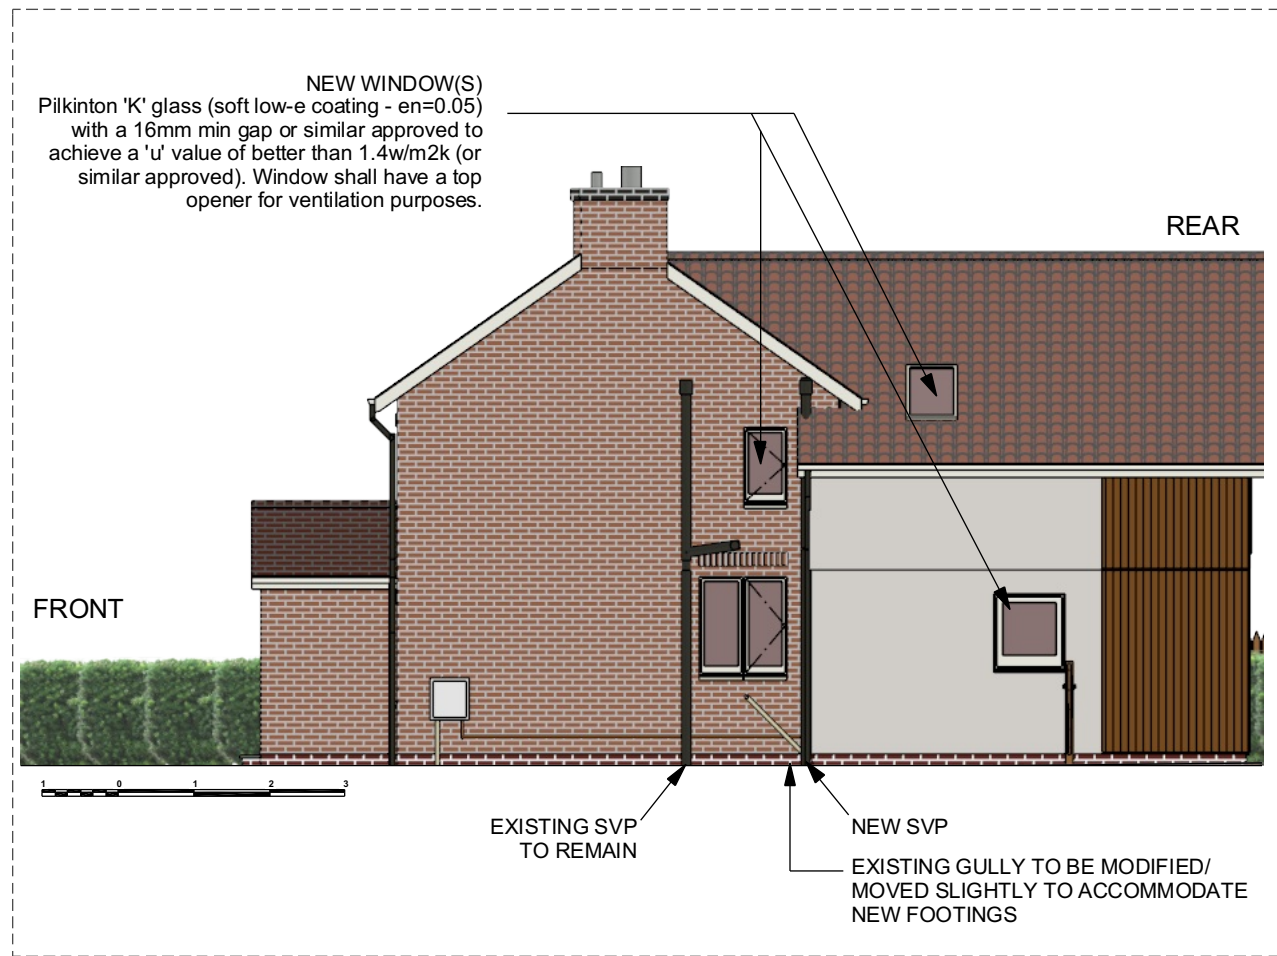 NEW WINDOW(S)
Pilkinton 'K' glass (soft low-e coating - en=0.05)
with a 16mm min gap or similar approved to
achieve a 'u' value of better than 1.4w/m2k (or
similar approved). Window shall have a top
opener for ventilation purposes.
REAR
FRONT
1 0 1 2 3
EXISTING SVP
TO REMAIN
NEW SVP
EXISTING GULLY TO BE MODIFIED/
MOVED SLIGHTLY TO ACCOMMODATE
NEW FOOTINGS